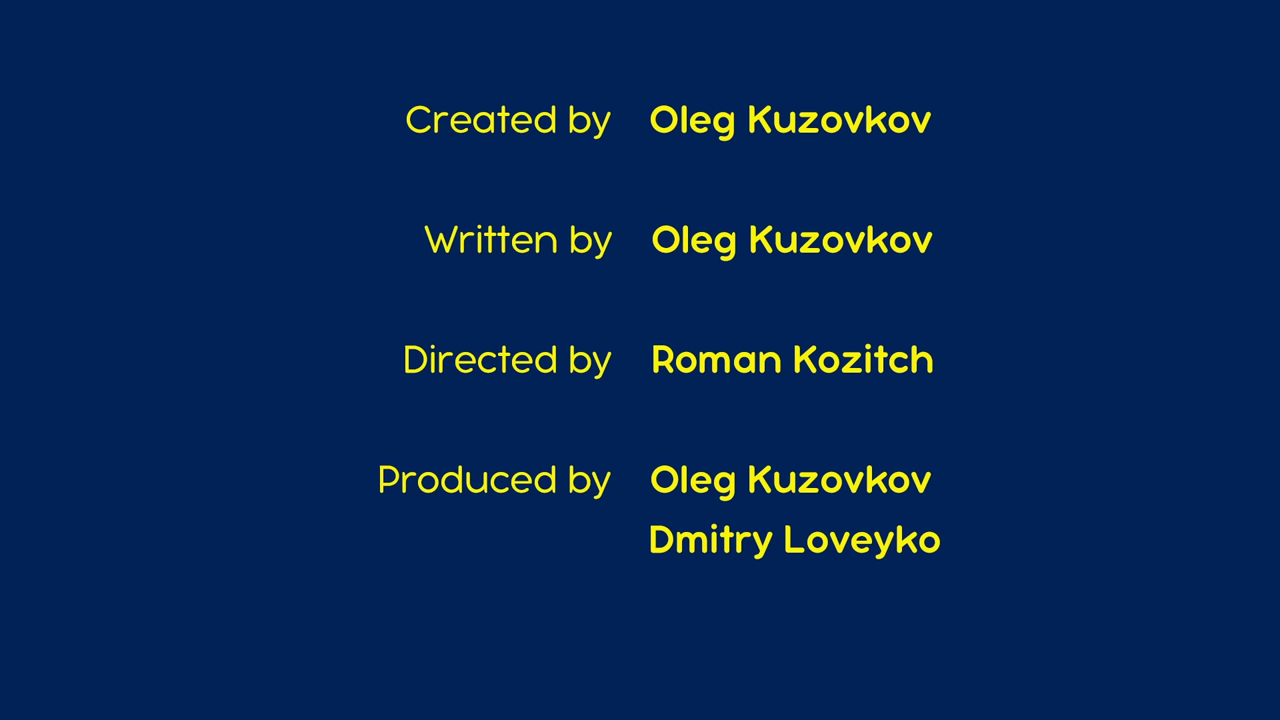 Created by Oleg Kuzovkov
Written by Oleg Kuzovkov
Directed by Roman Kozitch
Produced by Oleg Kuzovkov
Dmitry Loveyko